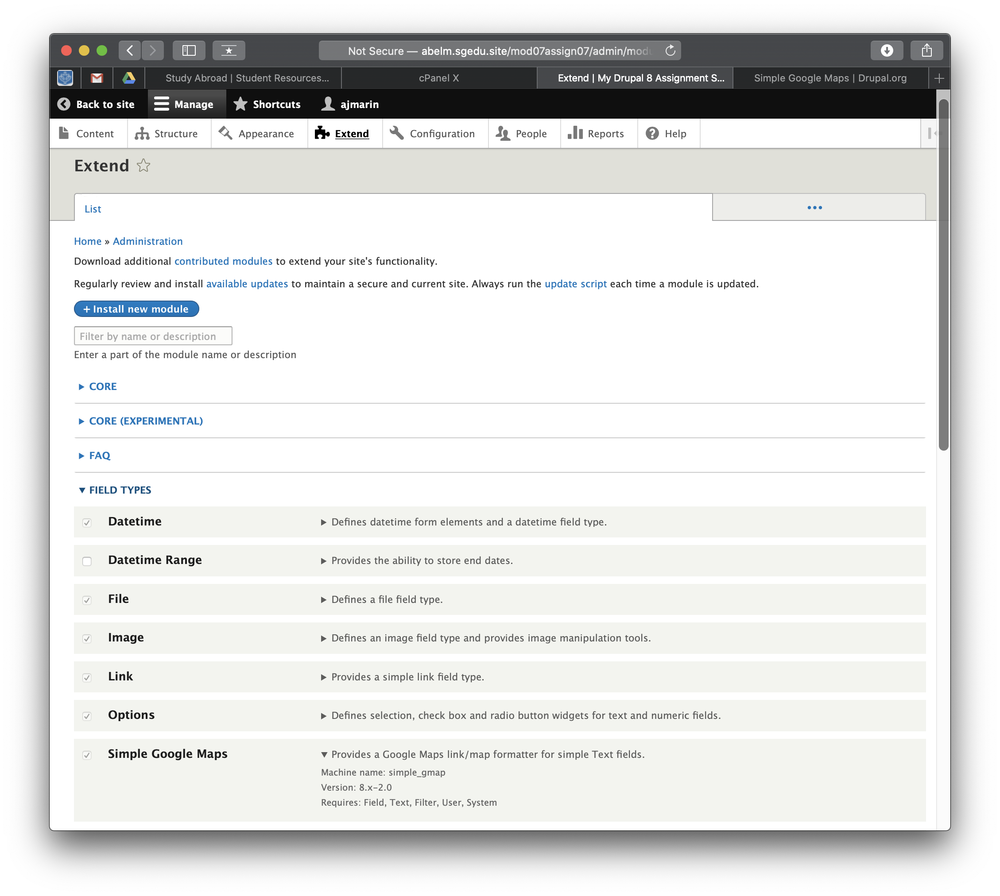 Not Secure — abelm.sgedu.site/mod07assign07/admin/modu
Study Abroad | Student Resources... cPanel X Extend | My Drupal 8 Assignment S... Simple Google Maps | Drupal.org
Back to site Manage Shortcuts ajmarin
Content Structure Appearance Extend Configuration People Reports Help
Extend
List
Home » Administration
Download additional contributed modules to extend your site's functionality.
Regularly review and install available updates to maintain a secure and current site. Always run the update script each time a module is updated.
+ Install new module
Filter by name or description
Enter a part of the module name or description
CORE
CORE (EXPERIMENTAL)
FAQ
FIELD TYPES
Datetime Defines datetime form elements and a datetime field type.
Datetime Range Provides the ability to store end dates.
File Defines a file field type.
Image Defines an image field type and provides image manipulation tools.
Link Provides a simple link field type.
Options Defines selection, check box and radio button widgets for text and numeric fields.
Simple Google Maps Provides a Google Maps link/map formatter for simple Text fields.
Machine name: simple_gmap
Version: 8.x-2.0
Requires: Field, Text, Filter, User, System